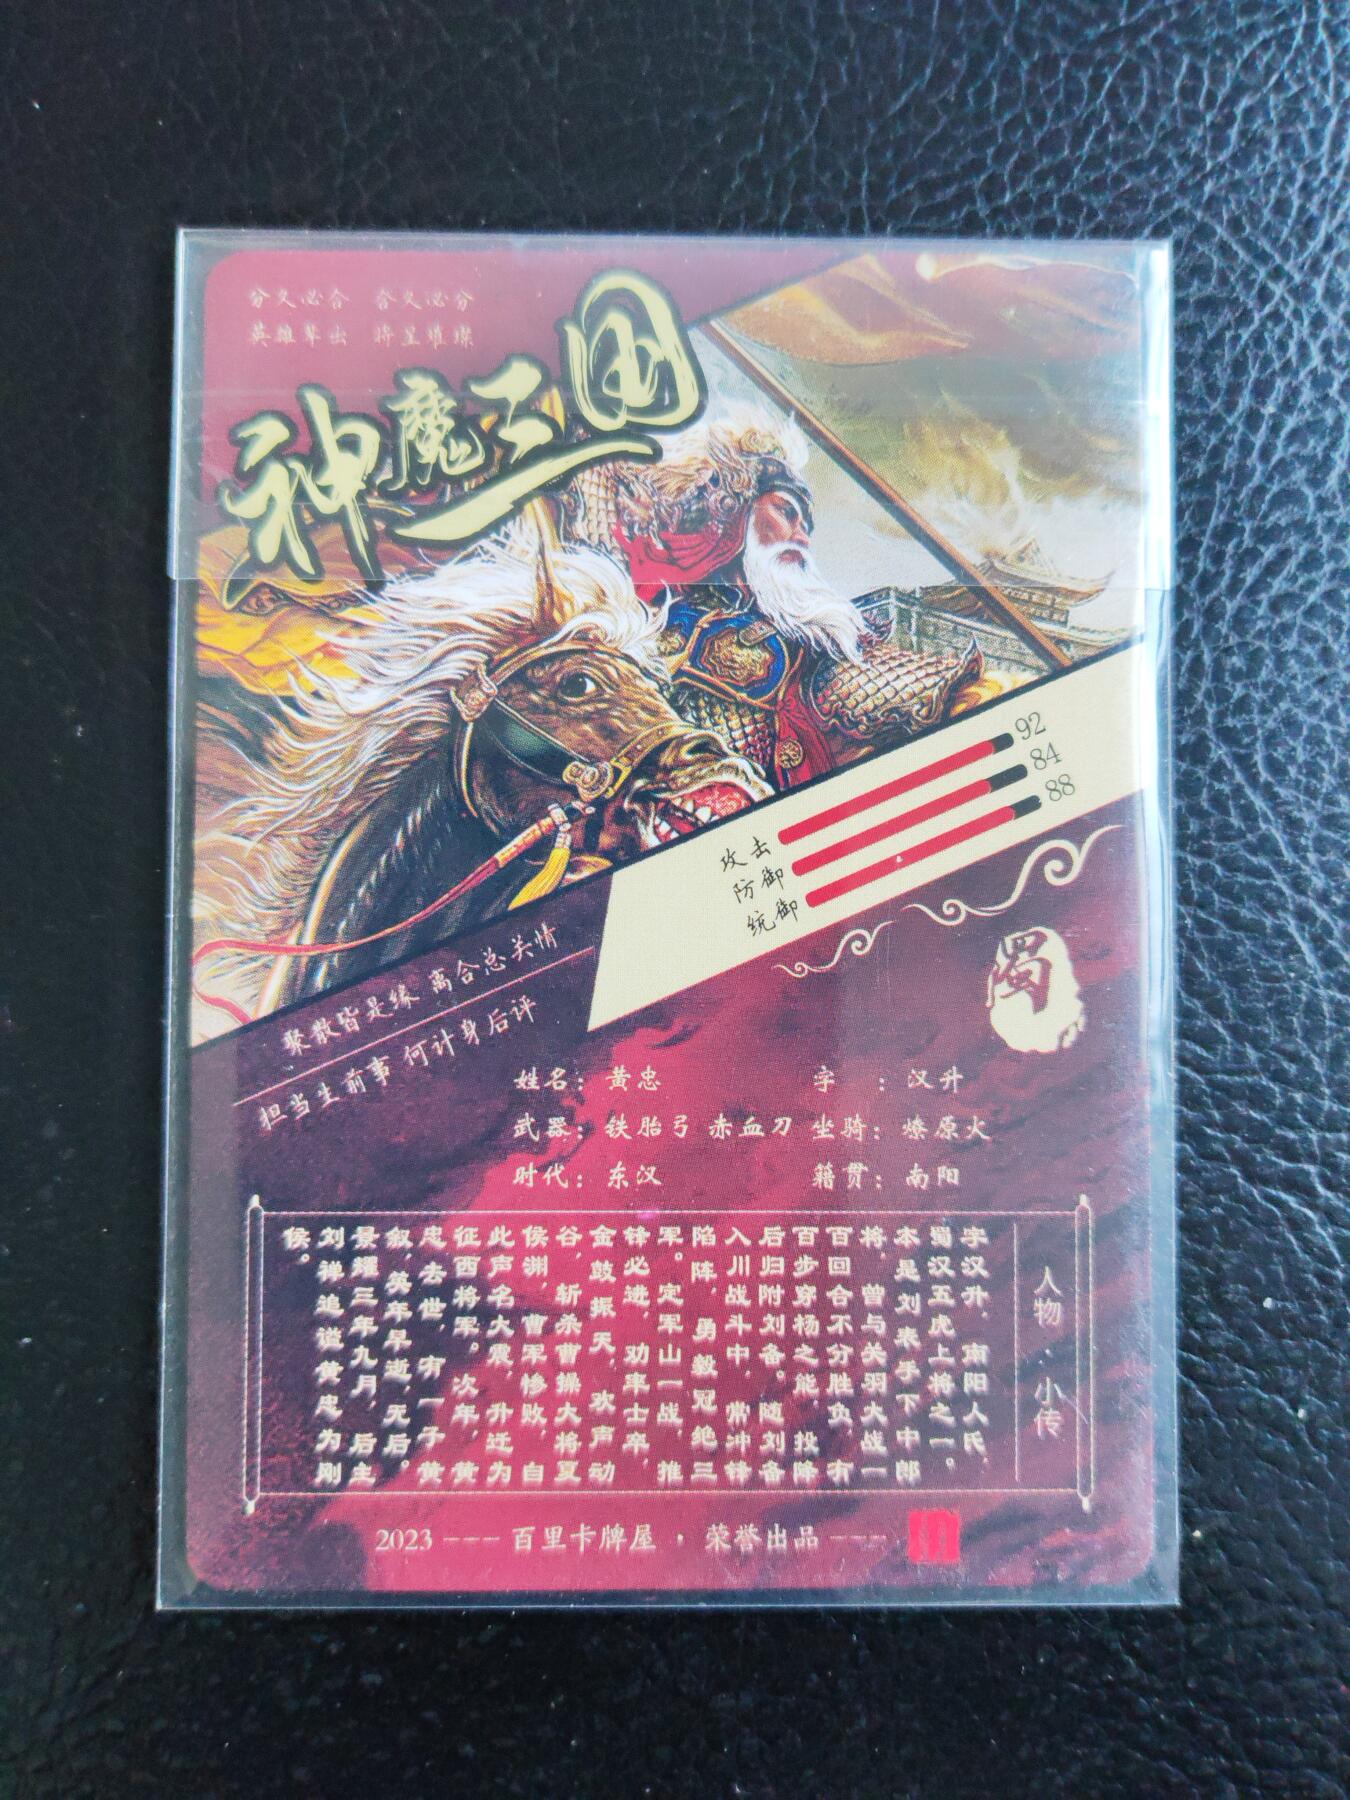 分久必合 合久必分
英雄辈出 将星璀璨
神魔三国
攻击 92
防御 84
统御 88
蜀
聚散皆是缘 离合总关情
担当生前事 何计身后评
姓名：黄忠 字：汉升
武器：铁胎弓 赤血刀 坐骑：燎原火
时代：东汉 籍贯：南阳
人物·小传
字汉升，南阳人氏，
蜀汉五虎上将之一。
本是刘表手下中郎
将，曾与关羽大战一
百回合不分胜负，有
百步穿杨之能，投降
后归附刘备。随刘备
入川战斗中，常冲锋
陷阵，勇毅冠绝三
军。定军山一战，推
锋必进，劝率士卒，
金鼓振天，欢声动
谷，斩杀曹操大将夏
侯渊，曹军惨败，自
此声名大震，升迁为
征西将军。次年，黄
忠去世，有一子黄
叙，英年早逝，无后。
景耀三年九月，后主
刘禅追谥黄忠为刚
侯。
2023 --- 百里卡牌屋·荣誉出品 ---